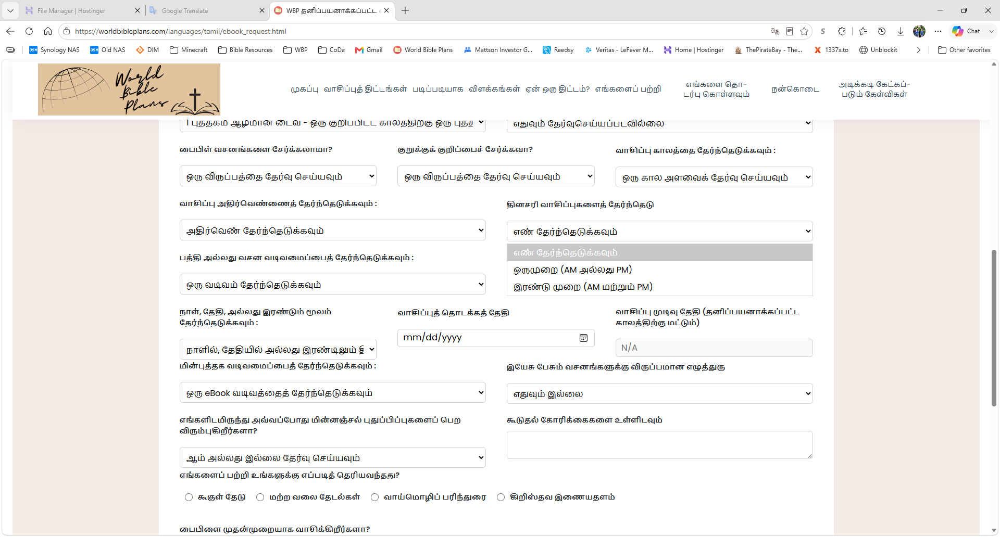 File Manager | Hostinger
Google Translate
WBP தனிப்பயனாக்கப்பட்ட
https://worldbibleplans.com/languages/tamil/ebook_request.html
Chat
Synology NAS
Old NAS
DIM
Minecraft
Bible Resources
WBP
CoDa
Gmail
World Bible Plans
Mattson Investor G...
Reedsy
Veritas - LeFever M...
Home | Hostinger
ThePirateBay - The...
1337x.to
Unblockit
Other favorites
World
Bible
Plans
முகப்பு
வாசிப்புத் திட்டங்கள்
படிப்படியாக
விளக்கங்கள்
ஏன் ஒரு திட்டம்?
எங்களைப் பற்றி
எங்களை தொ-
டர்பு கொள்ளவும்
நன்கொடை
அடிக்கடி கேட்கப்-
படும் கேள்விகள்
1 புத்தகம் ஆழமான டைவ் - ஒரு குறிப்பிட்ட காலத்திற்கு ஒரு புத்த
எதுவும் தேர்வுசெய்யப்படவில்லை
பைபிள் வசனங்களை சேர்க்கலாமா?
குறுக்குக் குறிப்பைச் சேர்க்கவா?
வாசிப்பு காலத்தை தேர்ந்தெடுக்கவும் :
ஒரு விருப்பத்தை தேர்வு செய்யவும்
ஒரு விருப்பத்தை தேர்வு செய்யவும்
ஒரு கால அளவைக் தேர்வு செய்யவும்
வாசிப்பு அதிர்வெண்ணைத் தேர்ந்தெடுக்கவும் :
தினசரி வாசிப்புகளைத் தேர்ந்தெடு
அதிர்வெண் தேர்ந்தெடுக்கவும்
எண் தேர்ந்தெடுக்கவும்
எண் தேர்ந்தெடுக்கவும்
ஒருமுறை (AM அல்லது PM)
இரண்டு முறை (AM மற்றும் PM)
பத்தி அல்லது வசன வடிவமைப்பைத் தேர்ந்தெடுக்கவும் :
ஒரு வடிவம் தேர்ந்தெடுக்கவும்
நாள், தேதி, அல்லது இரண்டும் மூலம்
தேர்ந்தெடுக்கவும் :
வாசிப்புத் தொடக்கத் தேதி
வாசிப்பு முடிவு தேதி (தனிப்பயனாக்கப்பட்ட
காலத்திற்கு மட்டும்)
நாளில், தேதியில் அல்லது இரண்டிலும் தி
mm/dd/yyyy
N/A
மின்புத்தக வடிவமைப்பைத் தேர்ந்தெடுக்கவும் :
இயேசு பேசும் வசனங்களுக்கு விருப்பமான எழுத்துரு
ஒரு eBook வடிவத்தைத் தேர்ந்தெடுக்கவும்
எதுவும் இல்லை
எங்களிடமிருந்து அவ்வப்போது மின்னஞ்சல் புதுப்பிப்புகளைப் பெற
விரும்புகிறீர்களா?
கூடுதல் கோரிக்கைகளை உள்ளிடவும்
ஆம் அல்லது இல்லை தேர்வு செய்யவும்
எங்களைப் பற்றி உங்களுக்கு எப்படித் தெரியவந்தது?
கூகுள் தேடு
மற்ற வலை தேடல்கள்
வாய்மொழிப் பரிந்துரை
கிறிஸ்தவ இணையதளம்
பைபிளை முதன்முறையாக வாசிக்கிறீர்களா?